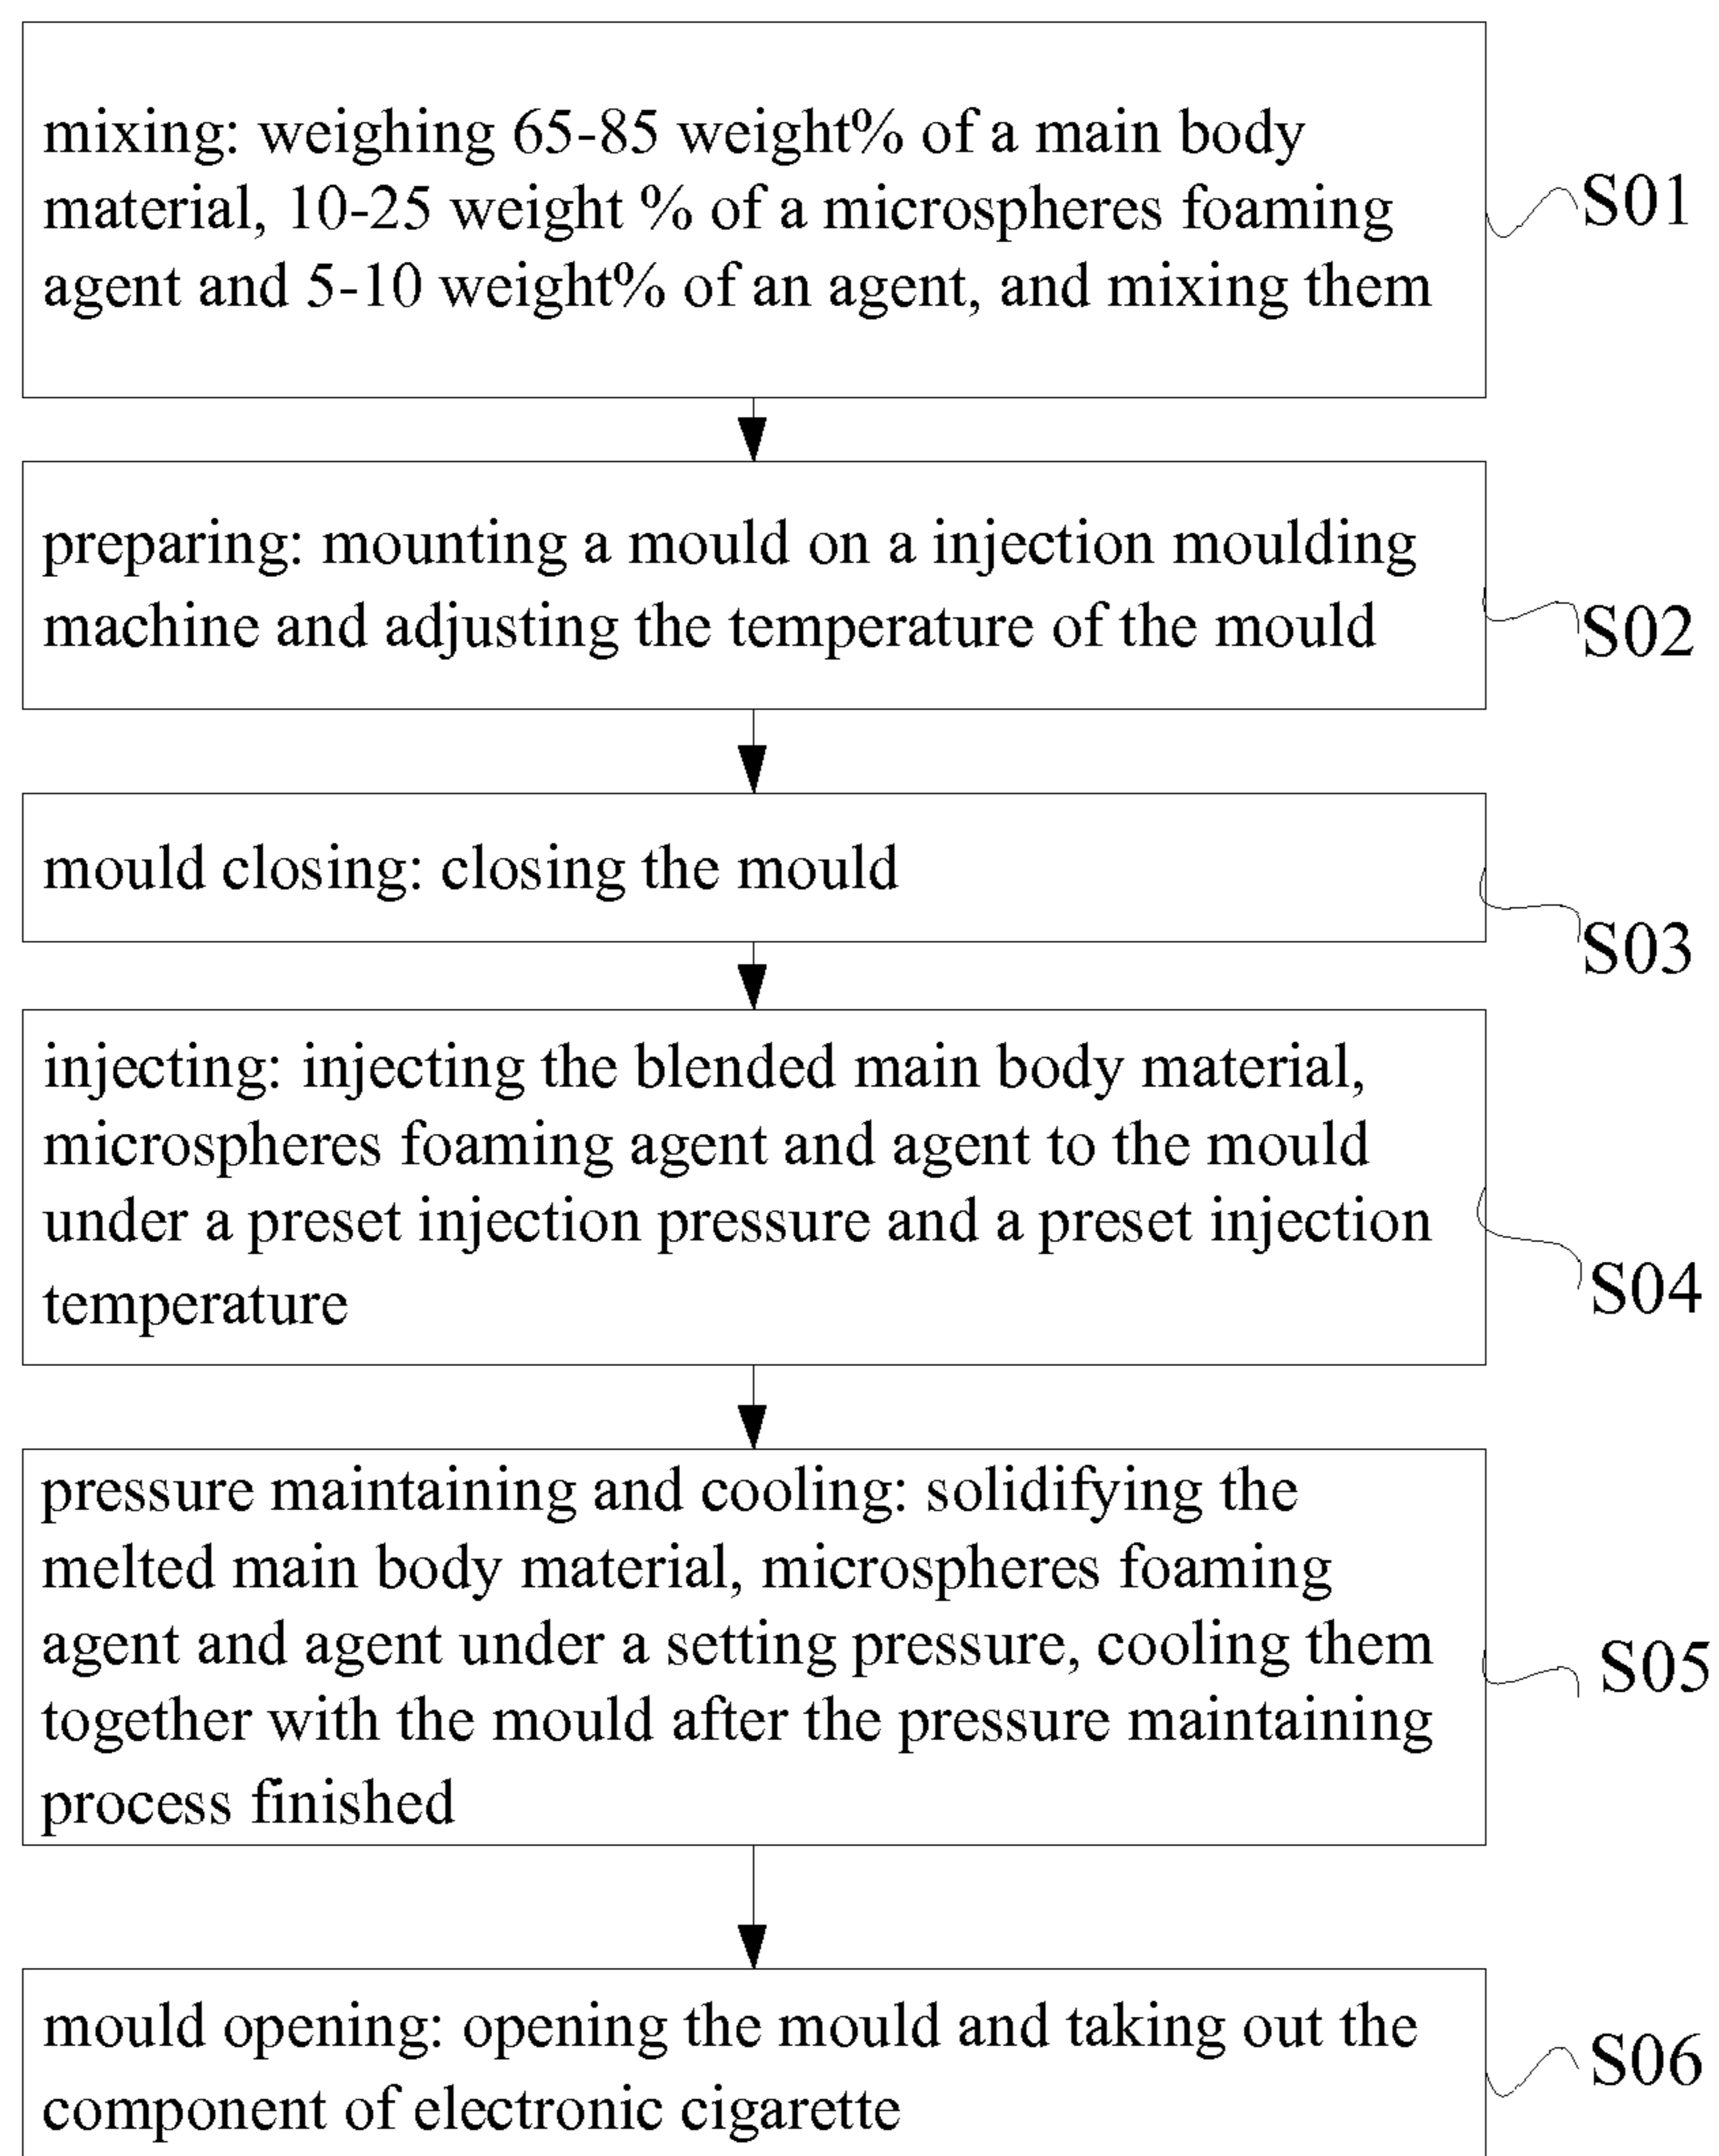 mixing: weighing 65-85 weight% of a main body
material, 10-25 weight % of a microspheres foaming
agent and 5-10 weight% of an agent, and mixing them
S01
preparing: mounting a mould on a injection moulding
machine and adjusting the temperature of the mould
S02
mould closing: closing the mould
S03
injecting: injecting the blended main body material,
microspheres foaming agent and agent to the mould
under a preset injection pressure and a preset injection
temperature
S04
pressure maintaining and cooling: solidifying the
melted main body material, microspheres foaming
agent and agent under a setting pressure, cooling them
together with the mould after the pressure maintaining
process finished
S05
mould opening: opening the mould and taking out the
component of electronic cigarette
S06